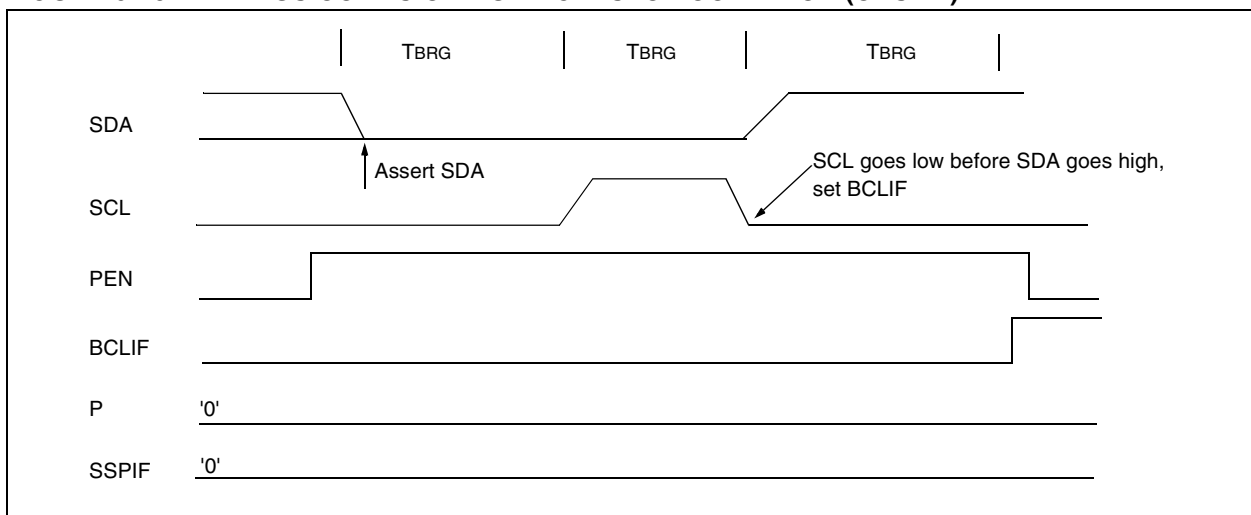 TBRG TBRG TBRG
SDA
Assert SDA
SCL goes low before SDA goes high,
set BCLIF
SCL
PEN
BCLIF
P '0'
SSPIF '0'